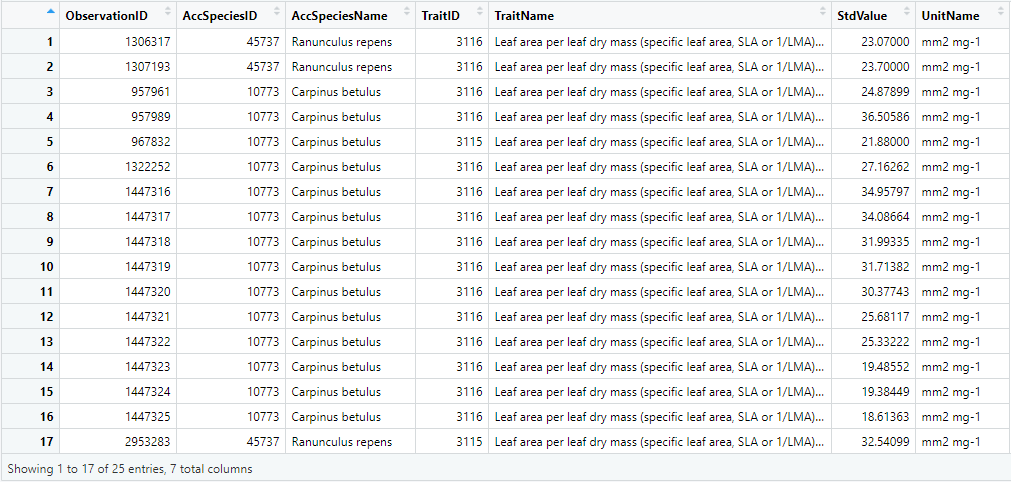 ObservationID AccSpeciesID AccSpeciesName TraitID TraitName StdValue UnitName
1 1306317 45737 Ranunculus repens 3116 Leaf area per leaf dry mass (specific leaf area, SLA or 1/LMA)... 23.07000 mm2 mg-1
2 1307193 45737 Ranunculus repens 3116 Leaf area per leaf dry mass (specific leaf area, SLA or 1/LMA)... 23.70000 mm2 mg-1
3 957961 10773 Carpinus betulus 3116 Leaf area per leaf dry mass (specific leaf area, SLA or 1/LMA)... 24.87899 mm2 mg-1
4 957989 10773 Carpinus betulus 3116 Leaf area per leaf dry mass (specific leaf area, SLA or 1/LMA)... 36.50586 mm2 mg-1
5 967832 10773 Carpinus betulus 3115 Leaf area per leaf dry mass (specific leaf area, SLA or 1/LMA)... 21.88000 mm2 mg-1
6 1322252 10773 Carpinus betulus 3116 Leaf area per leaf dry mass (specific leaf area, SLA or 1/LMA)... 27.16262 mm2 mg-1
7 1447316 10773 Carpinus betulus 3116 Leaf area per leaf dry mass (specific leaf area, SLA or 1/LMA)... 34.95797 mm2 mg-1
8 1447317 10773 Carpinus betulus 3116 Leaf area per leaf dry mass (specific leaf area, SLA or 1/LMA)... 34.08664 mm2 mg-1
9 1447318 10773 Carpinus betulus 3116 Leaf area per leaf dry mass (specific leaf area, SLA or 1/LMA)... 31.99335 mm2 mg-1
10 1447319 10773 Carpinus betulus 3116 Leaf area per leaf dry mass (specific leaf area, SLA or 1/LMA)... 31.71382 mm2 mg-1
11 1447320 10773 Carpinus betulus 3116 Leaf area per leaf dry mass (specific leaf area, SLA or 1/LMA)... 30.37743 mm2 mg-1
12 1447321 10773 Carpinus betulus 3116 Leaf area per leaf dry mass (specific leaf area, SLA or 1/LMA)... 25.68117 mm2 mg-1
13 1447322 10773 Carpinus betulus 3116 Leaf area per leaf dry mass (specific leaf area, SLA or 1/LMA)... 25.33222 mm2 mg-1
14 1447323 10773 Carpinus betulus 3116 Leaf area per leaf dry mass (specific leaf area, SLA or 1/LMA)... 19.48552 mm2 mg-1
15 1447324 10773 Carpinus betulus 3116 Leaf area per leaf dry mass (specific leaf area, SLA or 1/LMA)... 19.38449 mm2 mg-1
16 1447325 10773 Carpinus betulus 3116 Leaf area per leaf dry mass (specific leaf area, SLA or 1/LMA)... 18.61363 mm2 mg-1
17 2953283 45737 Ranunculus repens 3115 Leaf area per leaf dry mass (specific leaf area, SLA or 1/LMA)... 32.54099 mm2 mg-1
Showing 1 to 17 of 25 entries, 7 total columns